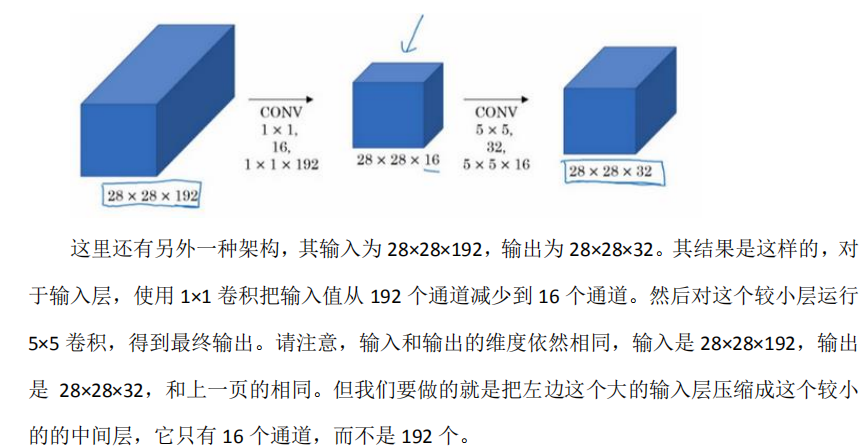 CONV
1 × 1,
16,
1 × 1 × 192
CONV
5 × 5,
32,
5 × 5 × 16
28 × 28 × 192
28 × 28 × 16
28 × 28 × 32
这里还有另外一种架构，其输入为 28×28×192，输出为 28×28×32。其结果是这样的，对
于输入层，使用 1×1 卷积把输入值从 192 个通道减少到 16 个通道。然后对这个较小层运行
5×5 卷积，得到最终输出。请注意，输入和输出的维度依然相同，输入是 28×28×192，输出
是 28×28×32，和上一页的相同。但我们要做的就是把左边这个大的输入层压缩成这个较小
的的中间层，它只有 16 个通道，而不是 192 个。